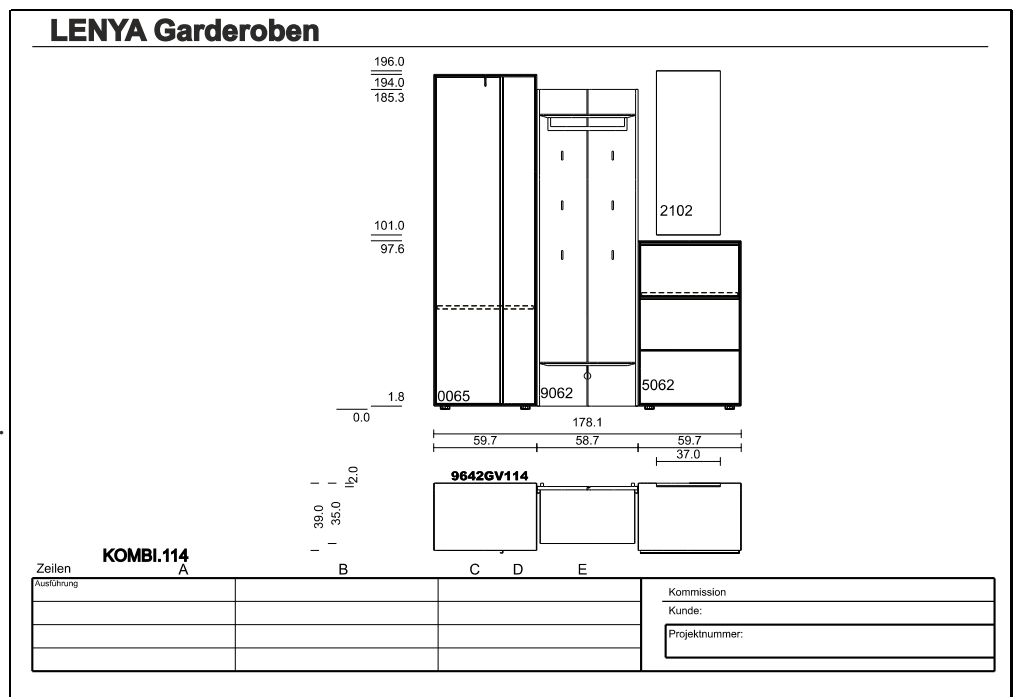 LENYA Garderoben
196.0
194.0
185.3
2102
101.0
97.6
5062
9062
0065
1.8
0.0
178.1
59.7 58.7 59.7
37.0
9642GV114
2.0
39.0
35.0
KOMBI.114
Zeilen A B C D E
Ausführung
Kommission
Kunde:
Projektnummer: